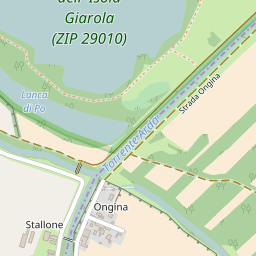 dell'Isola
Giarola
(ZIP 29010)
Lanca
di Po
Strada Ongina
Torrente Arda
Ongina
Stallone